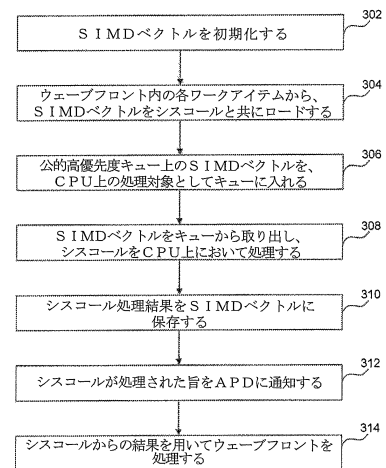 302
SIMDベクトルを初期化する
304
ウェーブフロント内の各ワークアイテムから、
SIMDベクトルをシスコールと共にロードする
306
公的高優先度キュー上のSIMDベクトルを、
CPU上の処理対象としてキューに入れる
308
SIMDベクトルをキューから取り出し、
シスコールをCPU上において処理する
310
シスコール処理結果をSIMDベクトルに
保存する
312
シスコールが処理された旨をAPDに通知する
314
シスコールからの結果を用いてウェーブフロントを
処理する